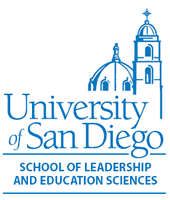 University
of San Diego
SCHOOL OF LEADERSHIP
AND EDUCATION SCIENCES